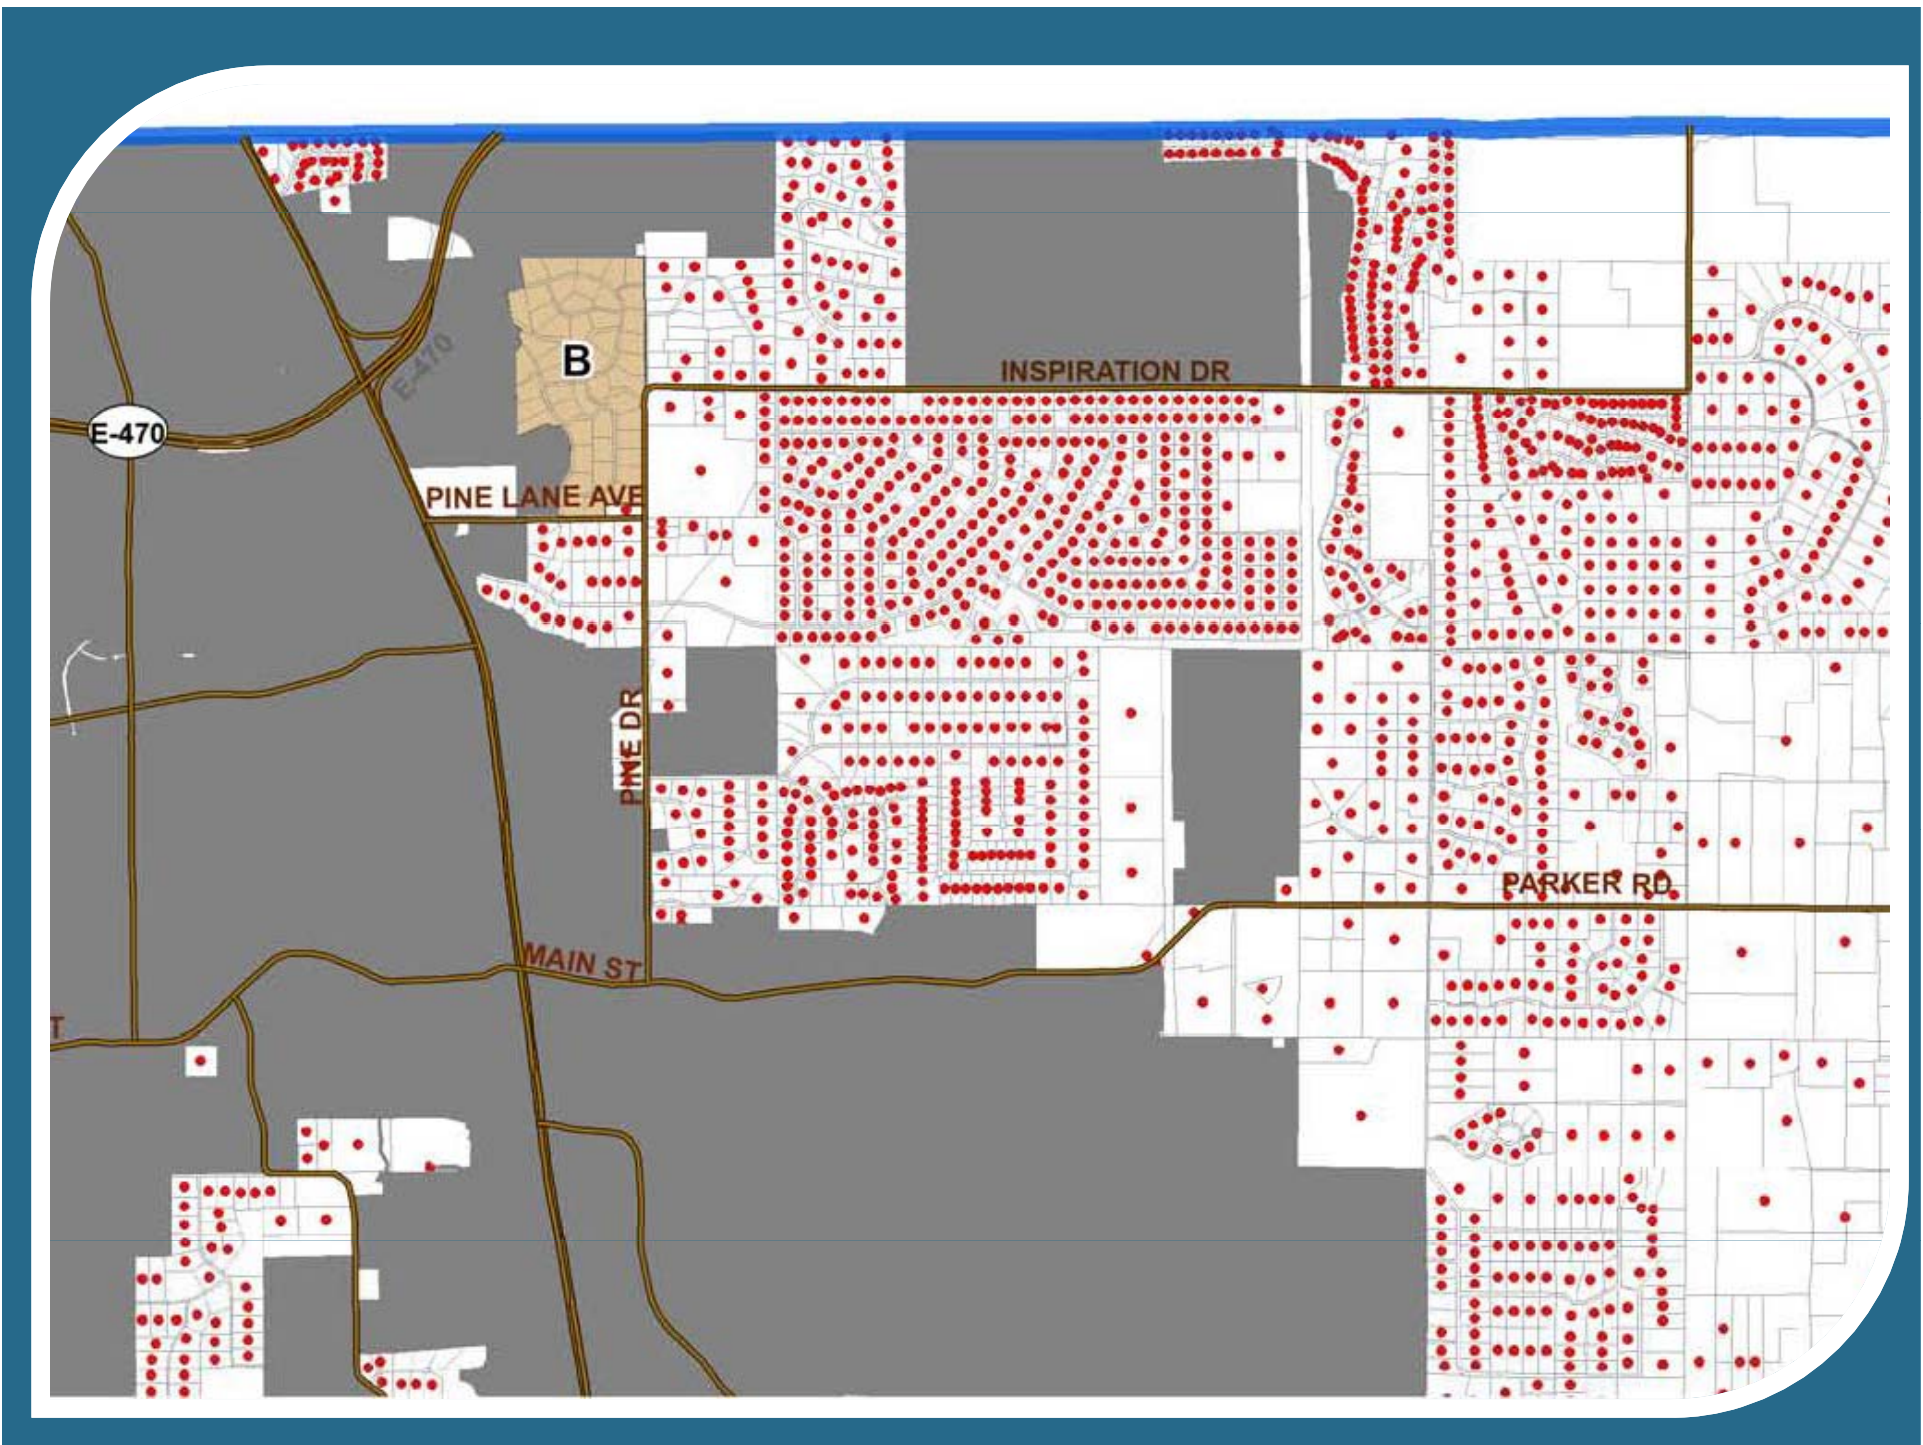 INSPIRATION DR
E-470
B
E-470
PINE LANE AVE
PINE DR
PARKER RD
MAIN ST
T